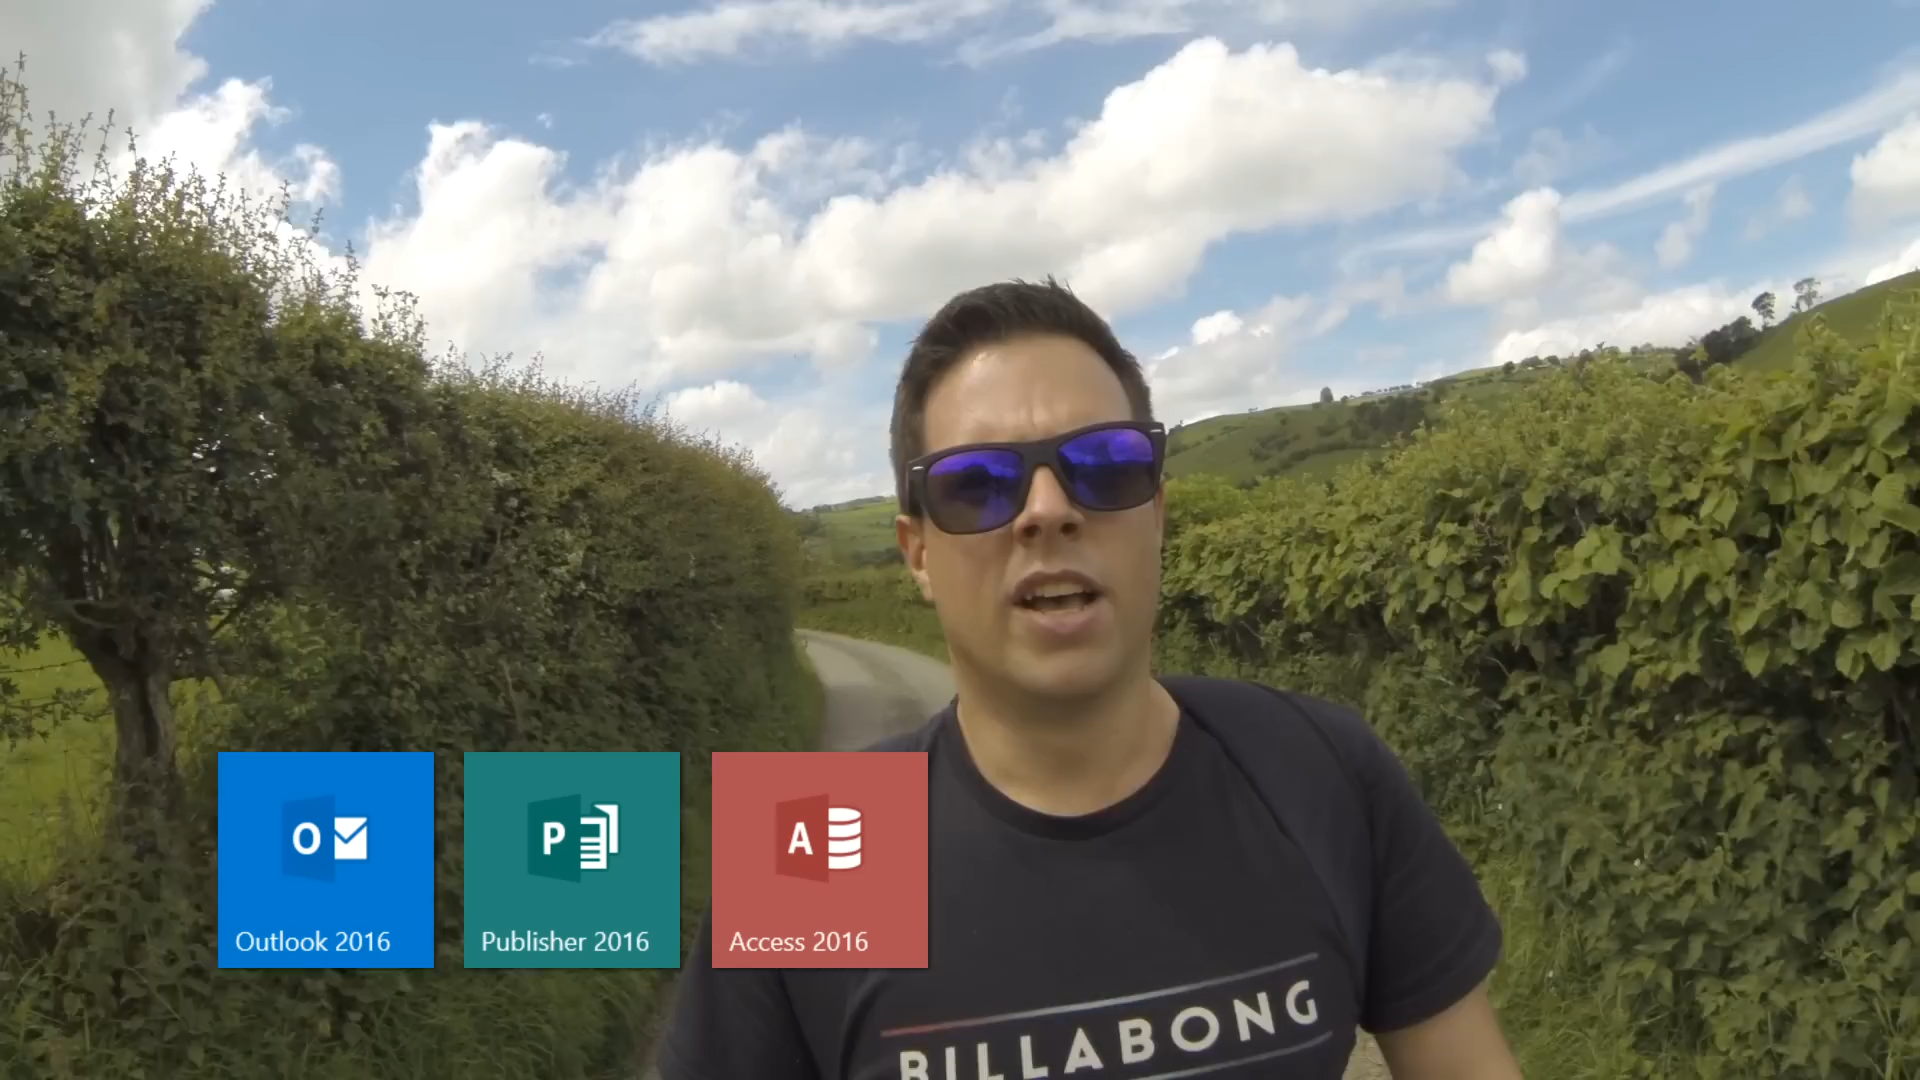 O
P
A
Outlook 2016
Publisher 2016
Access 2016
BILLABONG